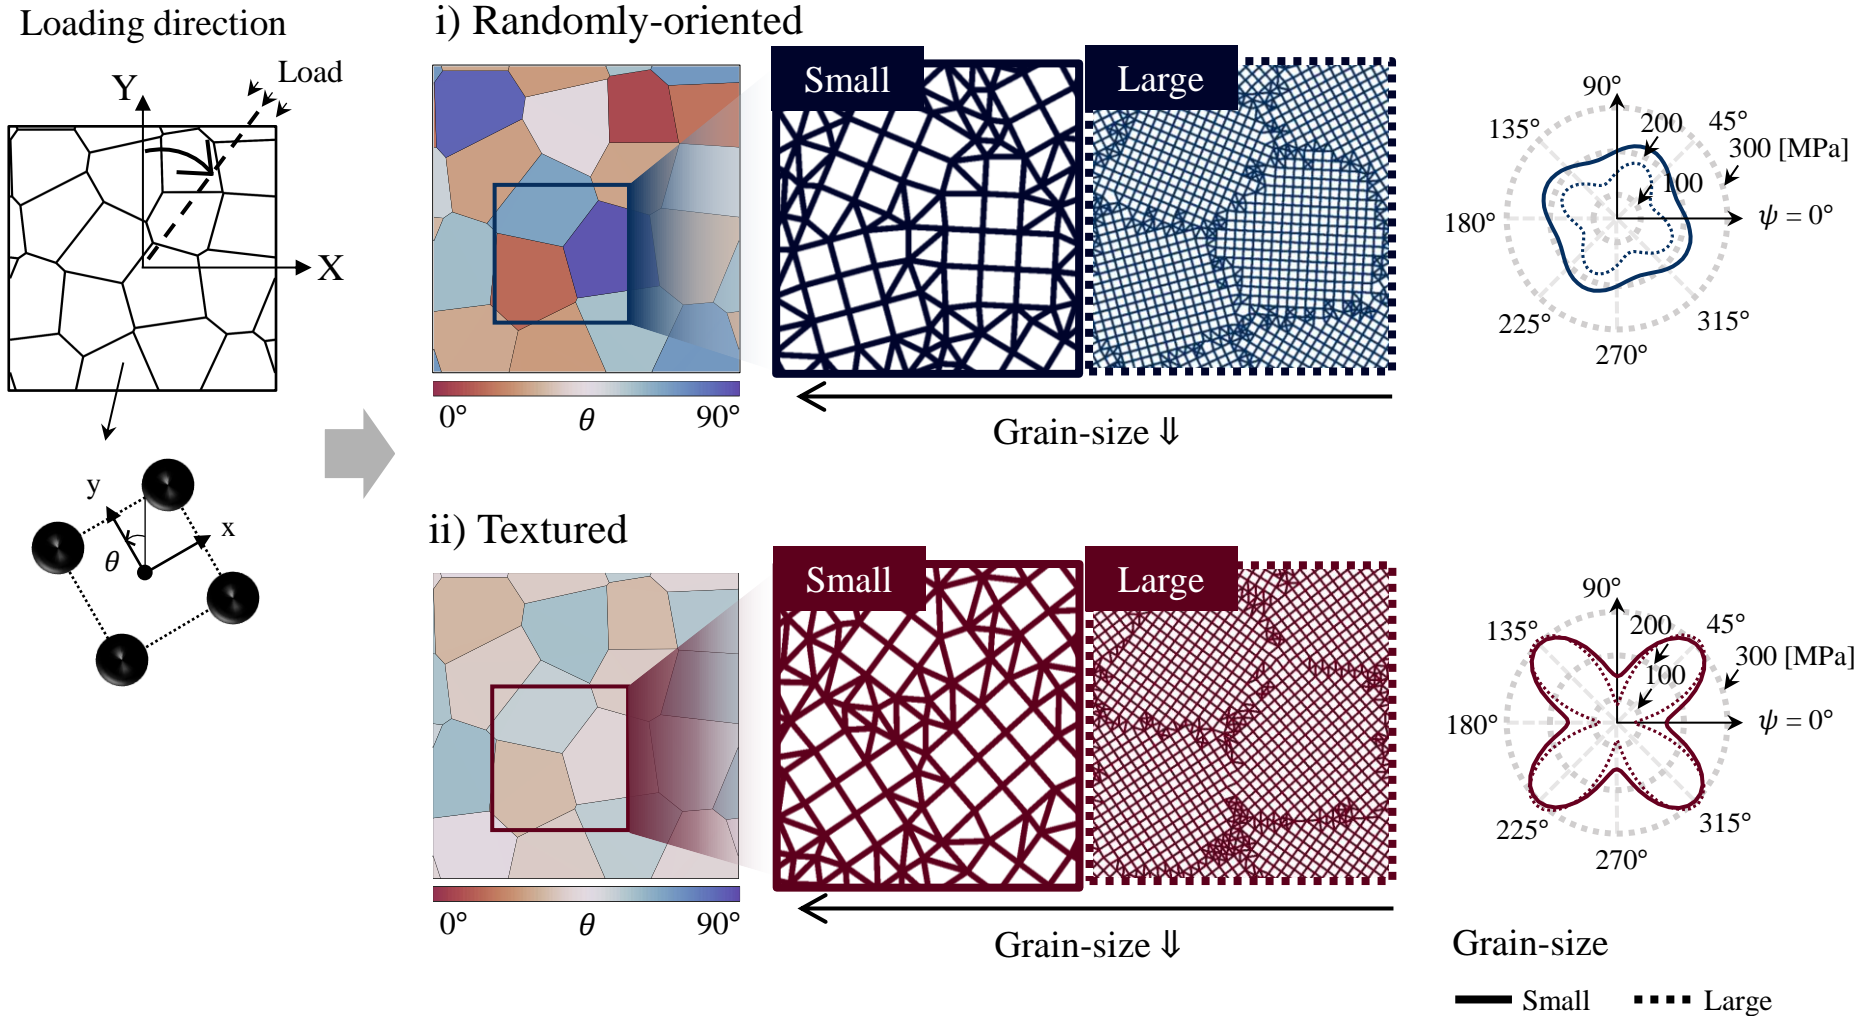 Loading direction
Y
Load
X
y
x
θ
i) Randomly-oriented
Small
Large
0°
θ
90°
Grain-size ⇓
90°
135°
200
45°
300 [MPa]
100
180°
ψ = 0°
225°
315°
270°
ii) Textured
Small
Large
0°
θ
90°
Grain-size ⇓
90°
135°
200
45°
300 [MPa]
100
180°
ψ = 0°
225°
315°
270°
Grain-size
Small
Large